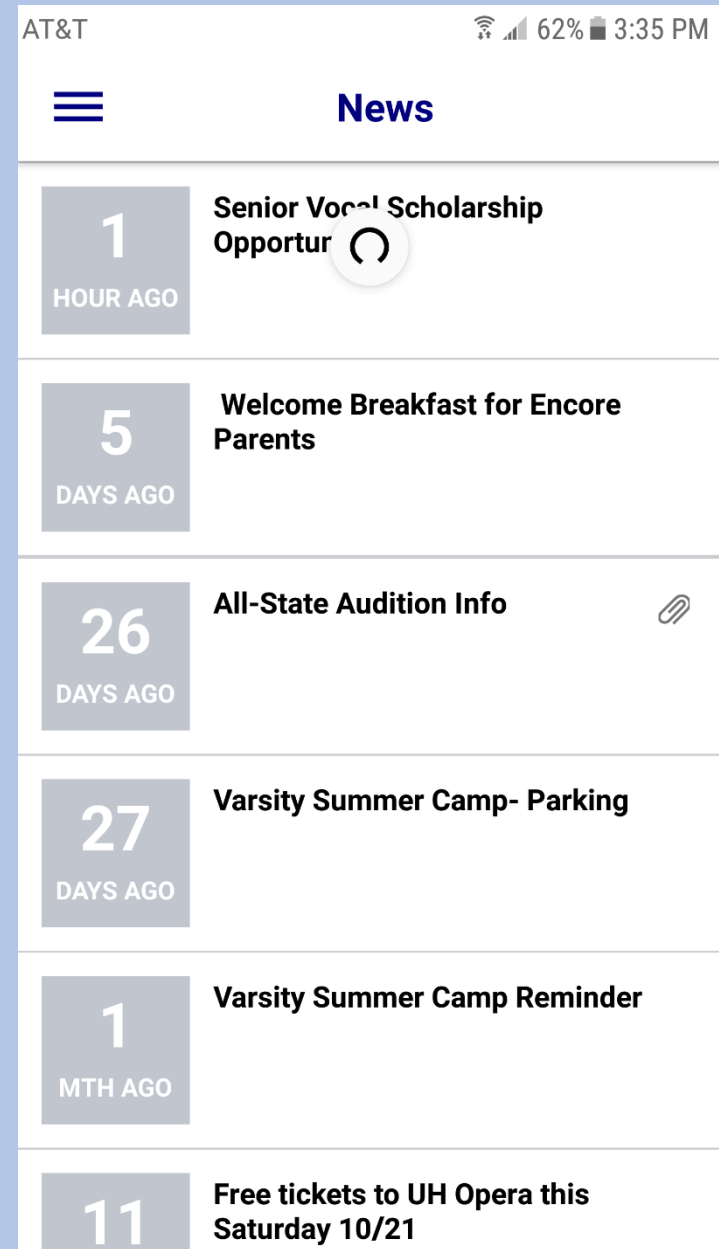 AT&T 62% 3:35 PM
News
1
HOUR AGO
Senior Vocal Scholarship
5
DAYS AGO
Welcome Breakfast for Encore
Parents
26
DAYS AGO
All-State Audition Info
27
DAYS AGO
Varsity Summer Camp- Parking
1
MTH AGO
Varsity Summer Camp Reminder
11
Free tickets to UH Opera this
Saturday 10/21